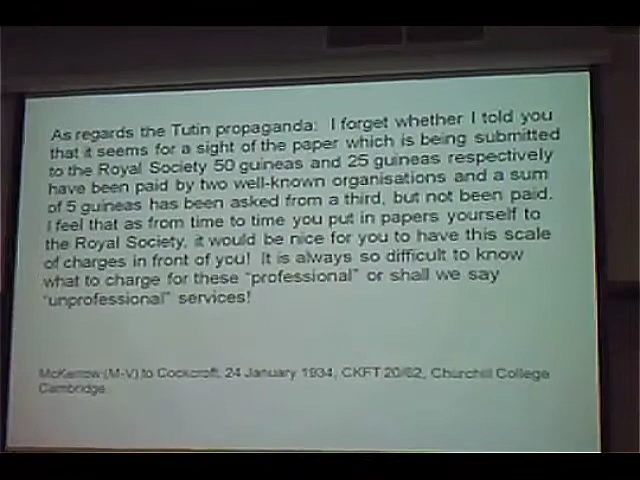 As regards the Tutin propaganda: I forget whether I told you
that it seems for a sight of the paper which is being submitted
to the Royal Society 50 guineas and 25 guineas respectively
have been paid by two well-known organisations and a sum
of 5 guineas has been asked from a third, but not been paid.
I feel that as from time to time you put in papers yourself to
the Royal Society, it would be nice for you to have this scale
of charges in front of you! It is always so difficult to know
what to charge for these "professional" or shall we say
"unprofessional" services!
McKerrow (M-V) to Cockcroft, 24 January 1934, CKFT 20/62, Churchill College
Cambridge.